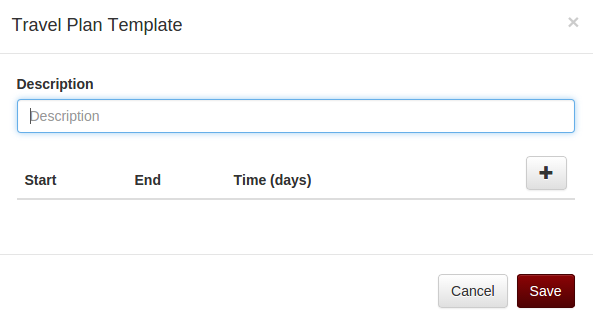 Travel Plan Template ×
Description
Description
Start End Time (days)
Cancel Save